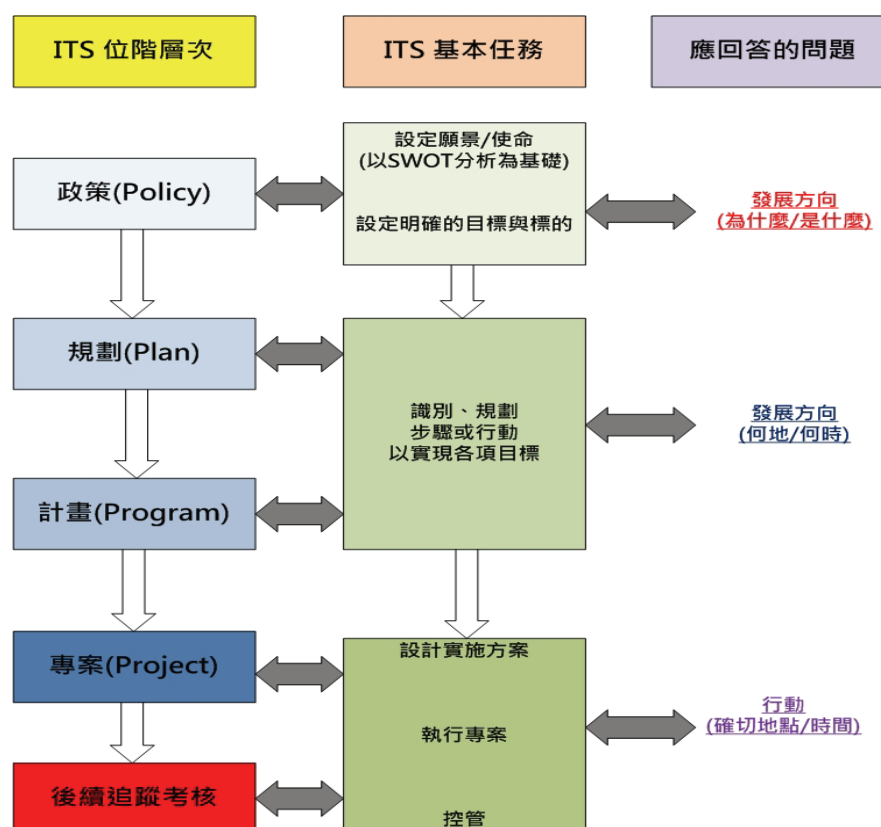 ITS 位階層次
ITS 基本任務
應回答的問題
政策(Policy)
設定願景/使命
(以SWOT分析為基礎)
設定明確的目標與標的
發展方向
(為什麼/是什麼)
規劃(Plan)
識別、規劃
步驟或行動
以實現各項目標
發展方向
(何地/何時)
計畫(Program)
專案(Project)
設計實施方案
執行專案
行動
(確切地點/時間)
後續追蹤考核
控管